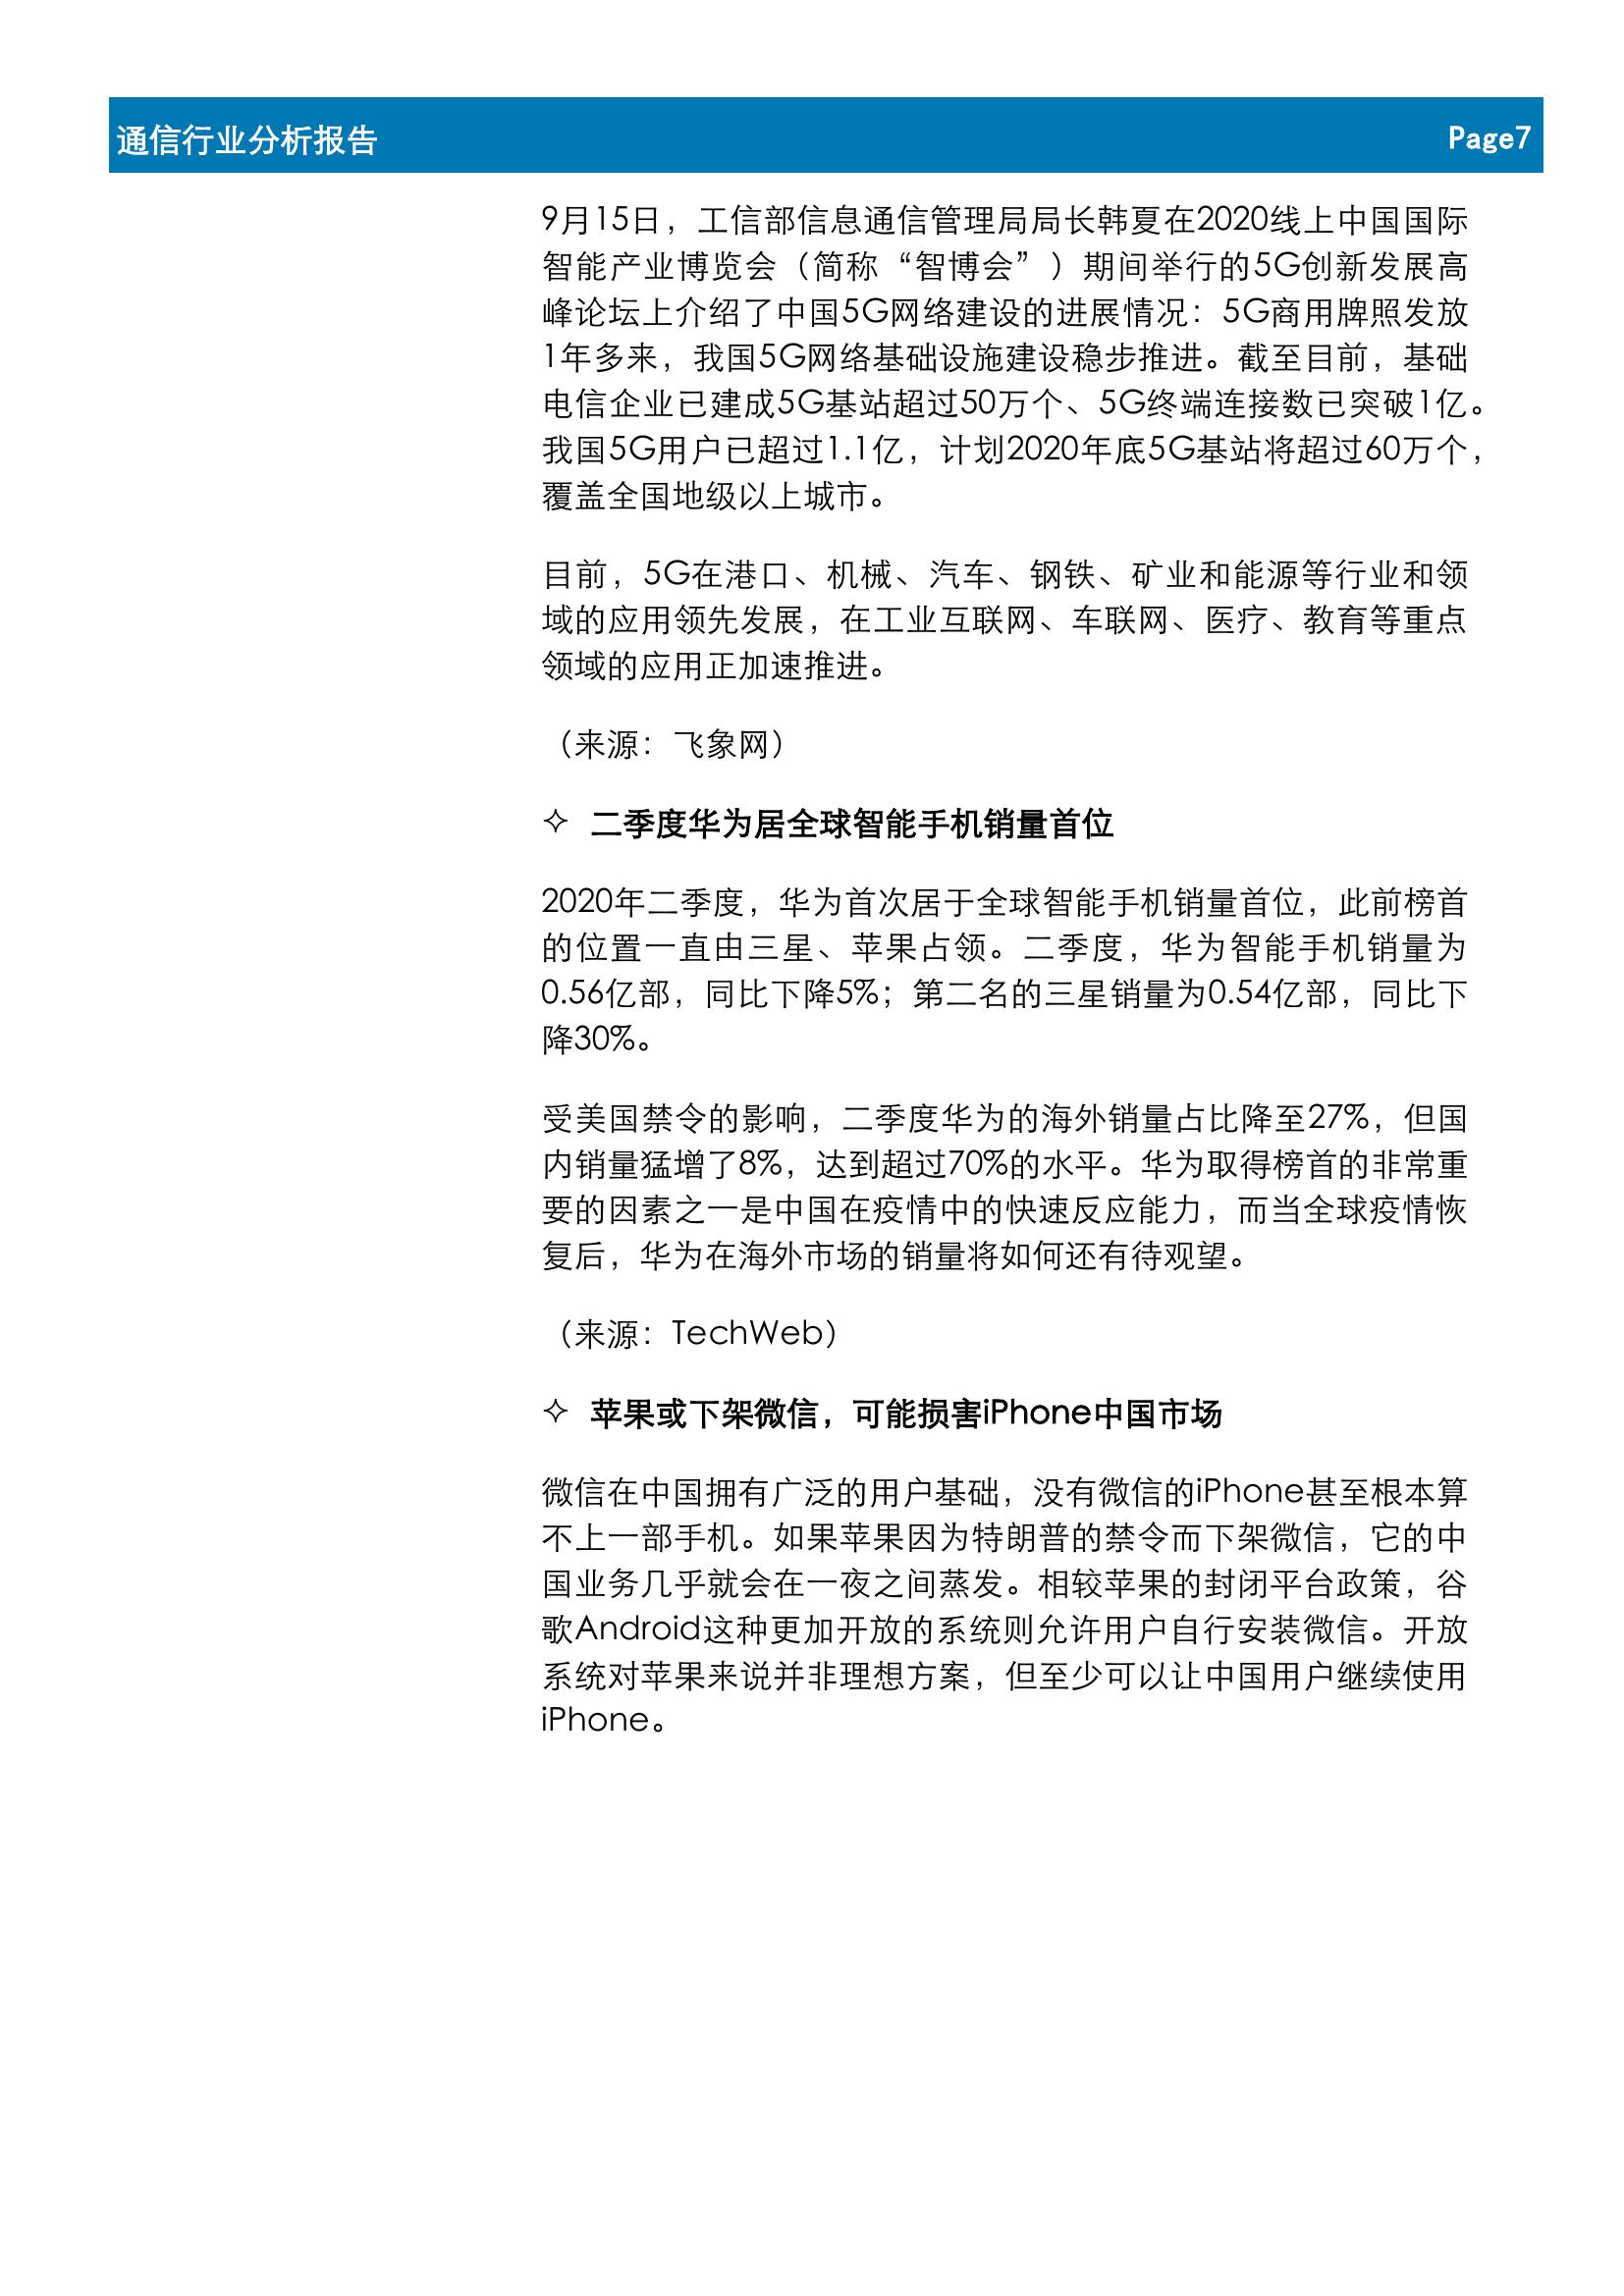 通信行业分析报告 Page7
9月15日，工信部信息通信管理局局长韩夏在2020线上中国国际
智能产业博览会（简称“智博会”）期间举行的5G创新发展高
峰论坛上介绍了中国5G网络建设的进展情况：5G商用牌照发放
1年多来，我国5G网络基础设施建设稳步推进。截至目前，基础
电信企业已建成5G基站超过50万个、5G终端连接数已突破1亿。
我国5G用户已超过1.1亿，计划2020年底5G基站将超过60万个，
覆盖全国地级以上城市。
目前，5G在港口、机械、汽车、钢铁、矿业和能源等行业和领
域的应用领先发展，在工业互联网、车联网、医疗、教育等重点
领域的应用正加速推进。
（来源：飞象网）
✧ 二季度华为居全球智能手机销量首位
2020年二季度，华为首次居于全球智能手机销量首位，此前榜首
的位置一直由三星、苹果占领。二季度，华为智能手机销量为
0.56亿部，同比下降5%；第二名的三星销量为0.54亿部，同比下
降30%。
受美国禁令的影响，二季度华为的海外销量占比降至27%，但国
内销量猛增了8%，达到超过70%的水平。华为取得榜首的非常重
要的因素之一是中国在疫情中的快速反应能力，而当全球疫情恢
复后，华为在海外市场的销量将如何还有待观望。
（来源：TechWeb）
✧ 苹果或下架微信，可能损害iPhone中国市场
微信在中国拥有广泛的用户基础，没有微信的iPhone甚至根本算
不上一部手机。如果苹果因为特朗普的禁令而下架微信，它的中
国业务几乎就会在一夜之间蒸发。相较苹果的封闭平台政策，谷
歌Android这种更加开放的系统则允许用户自行安装微信。开放
系统对苹果来说并非理想方案，但至少可以让中国用户继续使用
iPhone。